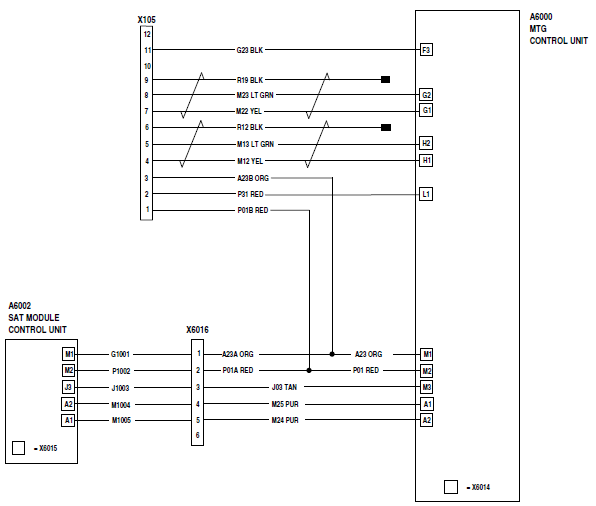 X105
A6000
MTG
CONTROL UNIT
12
11 G23 BLK F3
10
9 R19 BLK
8 M23 LT GRN G2
7 M22 YEL G1
6 R12 BLK
5 M13 LT GRN H2
4 M12 YEL H1
3 A23B ORG
2 P31 RED L1
1 P01B RED
A6002
SAT MODULE
CONTROL UNIT
X6016
M1 G1001 1 A23A ORG A23 ORG M1
M2 P1002 2 P01A RED P01 RED M2
J3 J1003 3 J03 TAN M3
A2 M1004 4 M25 PUR A1
A1 M1005 5 M24 PUR A2
6
= X6015
= X6014